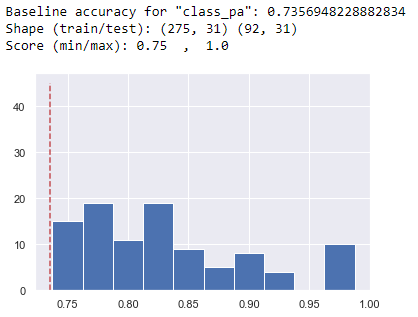 Baseline accuracy for "class_pa": 0.7356948228882834
Shape (train/test): (275, 31) (92, 31)
Score (min/max): 0.75  ,  1.0
40
30
20
10
0
0.75 0.80 0.85 0.90 0.95 1.00